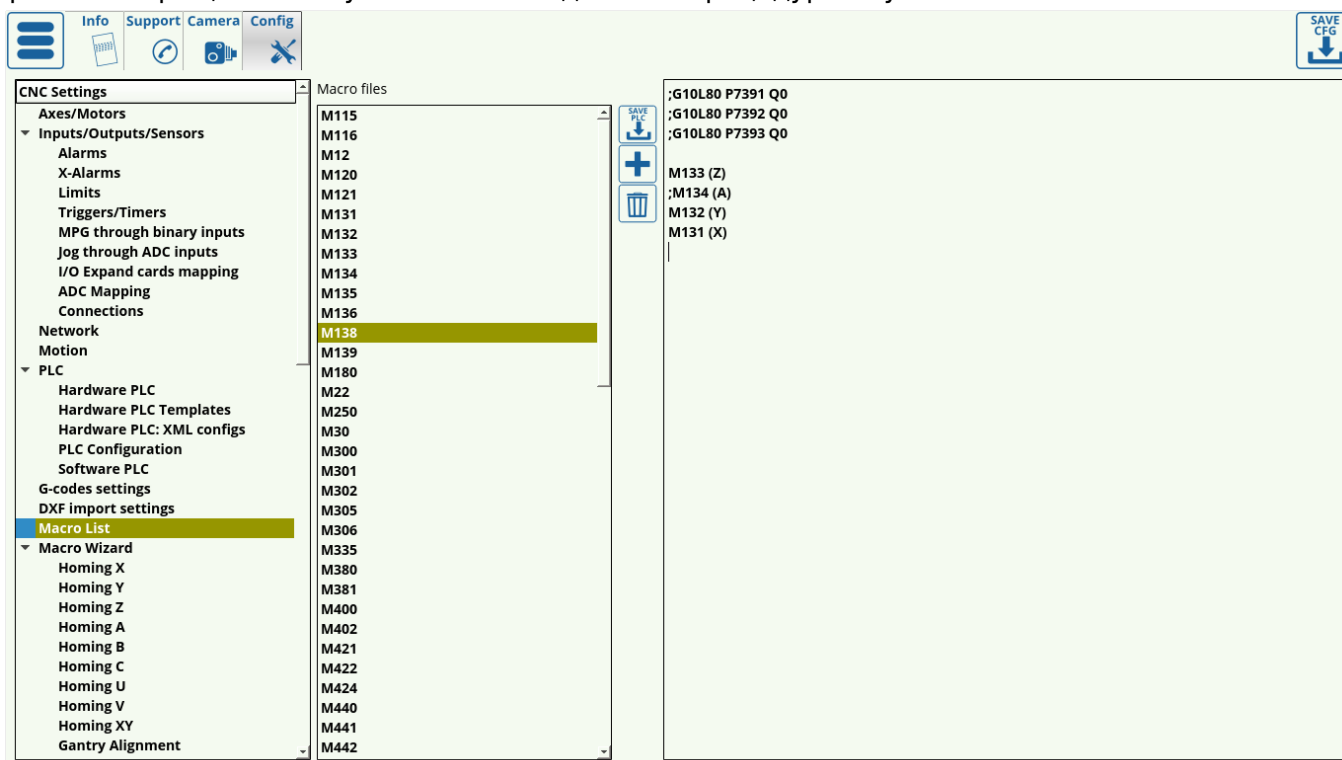 Info Support Camera Config
SAVE CFG
CNC Settings
Axes/Motors
Inputs/Outputs/Sensors
Alarms
X-Alarms
Limits
Triggers/Timers
MPG through binary inputs
Jog through ADC inputs
I/O Expand cards mapping
ADC Mapping
Connections
Network
Motion
PLC
Hardware PLC
Hardware PLC Templates
Hardware PLC: XML configs
PLC Configuration
Software PLC
G-codes settings
DXF import settings
Macro List
Macro Wizard
Homing X
Homing Y
Homing Z
Homing A
Homing B
Homing C
Homing U
Homing V
Homing XY
Gantry Alignment
Macro files
M115
M116
M12
M120
M121
M131
M132
M133
M134
M135
M136
M138
M139
M180
M22
M250
M30
M300
M301
M302
M305
M306
M335
M380
M381
M400
M402
M421
M422
M424
M440
M441
M442
SAVE PLC
;G10L80 P7391 Q0
;G10L80 P7392 Q0
;G10L80 P7393 Q0
M133 (Z)
;M134 (A)
M132 (Y)
M131 (X)